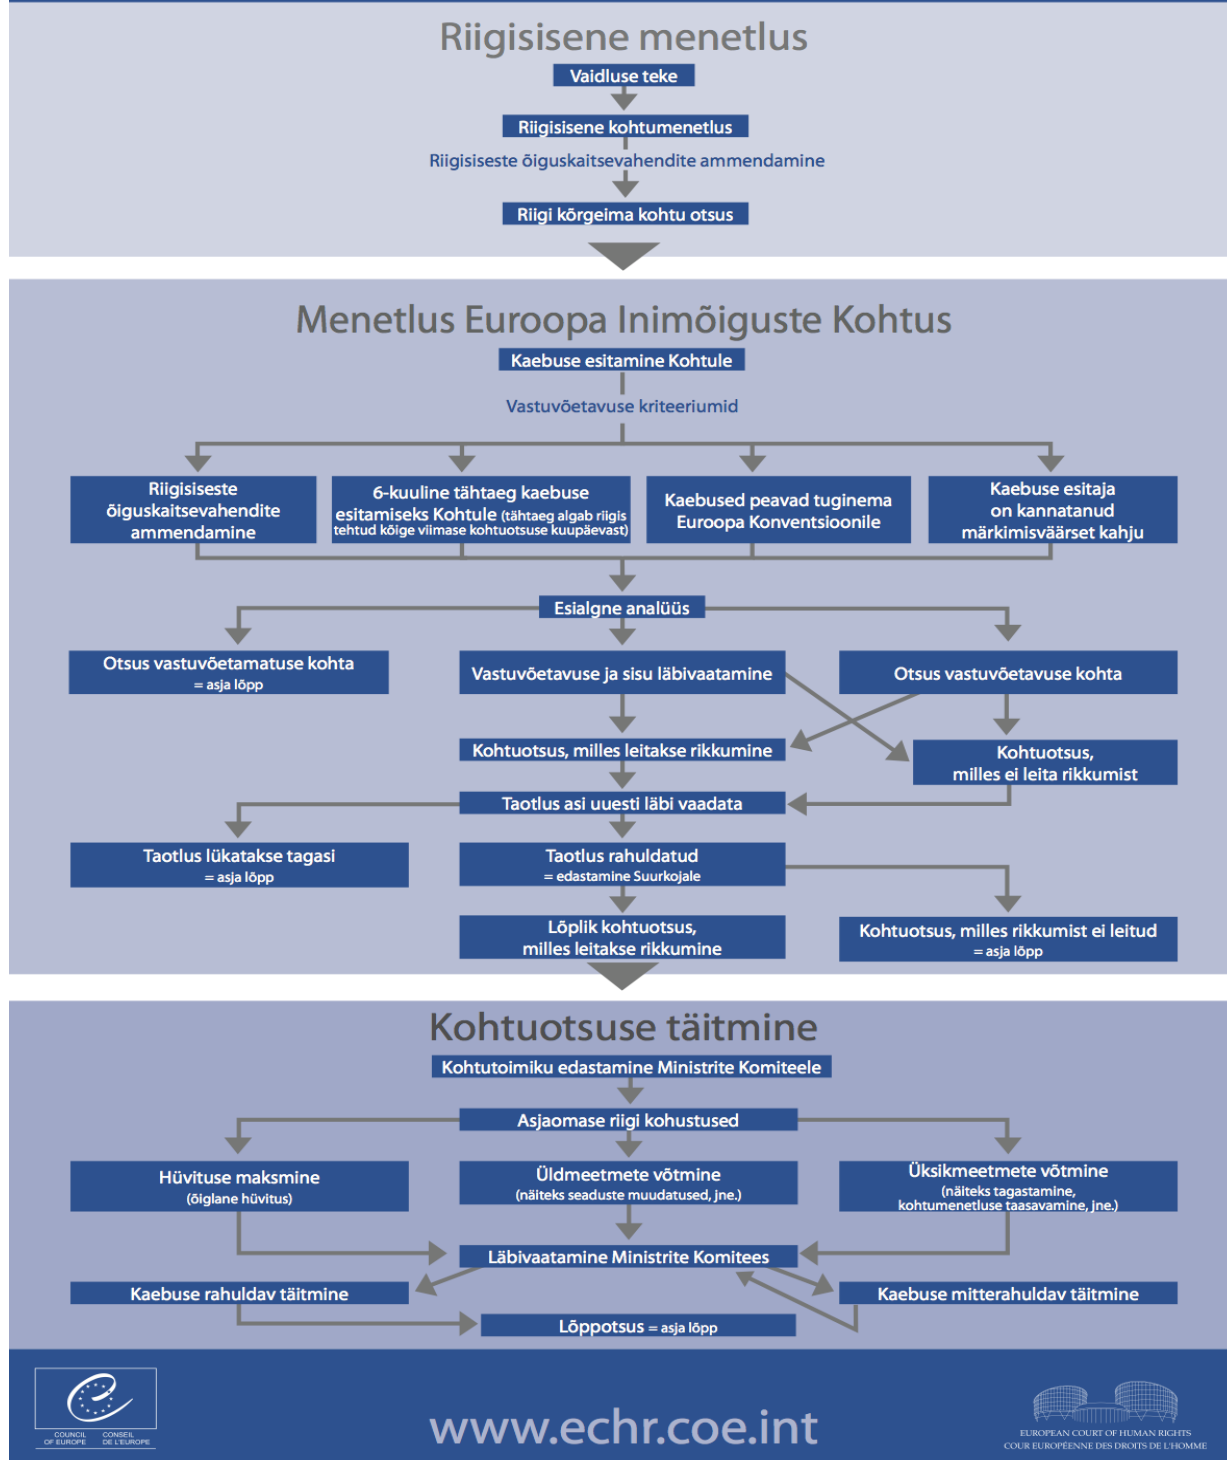 Riigisisene menetlus
Vaidluse teke
Riigisisene kohtumenetlus
Riigisiseste õiguskaitsevahendite ammendamine
Riigi kõrgeima kohtu otsus
Menetlus Euroopa Inimõiguste Kohtus
Kaebuse esitamine Kohtule
Vastuvõetavuse kriteeriumid
Riigisiseste
õiguskaitsevahendite
ammendamine
6-kuuline tähtaeg kaebuse
esitamiseks Kohtule (tähtaeg algab riigis
tehtud kõige viimase kohtuotsuse kuupäevast)
Kaebused peavad tuginema
Euroopa Konventsioonile
Kaebuse esitaja
on kannatanud
märkimisväärset kahju
Esialgne analüüs
Otsus vastuvõetamatuse kohta
= asja lõpp
Vastuvõetavuse ja sisu läbivaatamine
Otsus vastuvõetavuse kohta
Kohtuotsus, milles leitakse rikkumine
Kohtuotsus,
milles ei leita rikkumist
Taotlus asi uuesti läbi vaadata
Taotlus lükatakse tagasi
= asja lõpp
Taotlus rahuldatud
= edastamine Suurkojale
Lõplik kohtuotsus,
milles leitakse rikkumine
Kohtuotsus, milles rikkumist ei leitud
= asja lõpp
Kohtuotsuse täitmine
Kohtutoimiku edastamine Ministrite Komiteele
Asjaomase riigi kohustused
Hüvituse maksmine
(õiglane hüvitus)
Üldmeetmete võtmine
(näiteks seaduste muudatused, jne.)
Üksikmeetmete võtmine
(näiteks tagastamine,
kohtumenetluse taasavamine, jne.)
Läbivaatamine Ministrite Komitees
Kaebuse rahuldav täitmine
Kaebuse mitterahuldav täitmine
Lõppotsus = asja lõpp
COUNCIL CONSEIL
OF EUROPE DE L'EUROPE
www.echr.coe.int
EUROPEAN COURT OF HUMAN RIGHTS
COUR EUROPÉENNE DES DROITS DE L'HOMME